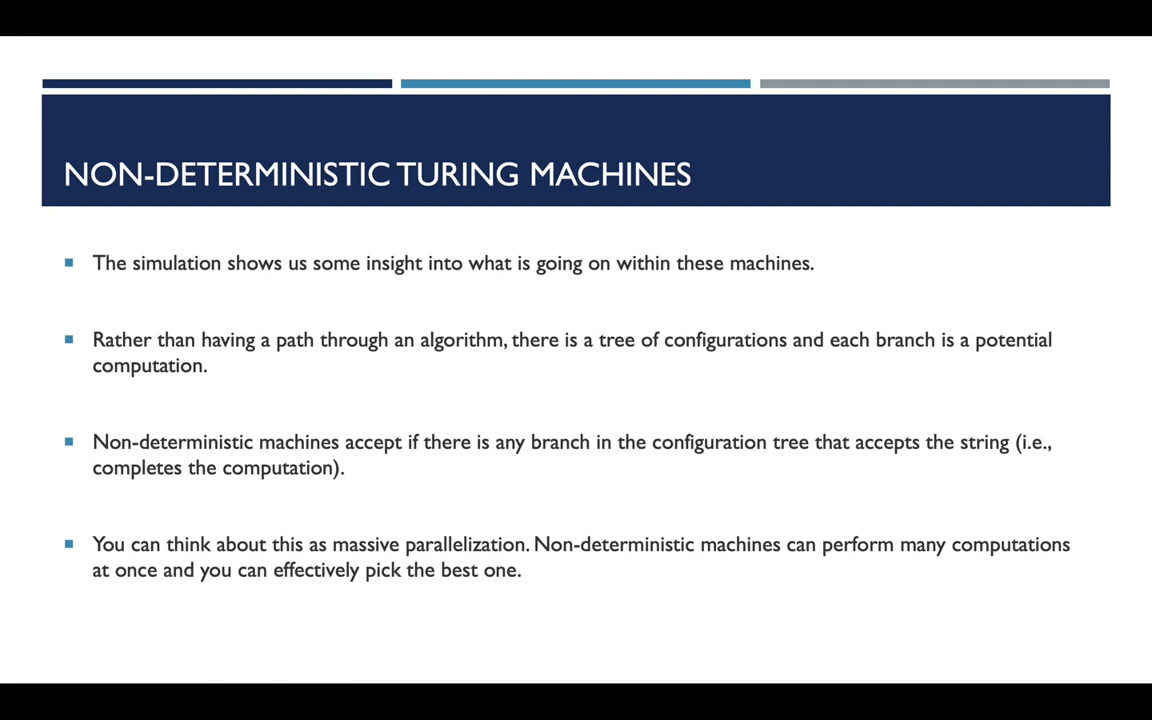 NON-DETERMINISTIC TURING MACHINES
The simulation shows us some insight into what is going on within these machines.
Rather than having a path through an algorithm, there is a tree of configurations and each branch is a potential
computation.
Non-deterministic machines accept if there is any branch in the configuration tree that accepts the string (i.e.,
completes the computation).
You can think about this as massive parallelization. Non-deterministic machines can perform many computations
at once and you can effectively pick the best one.